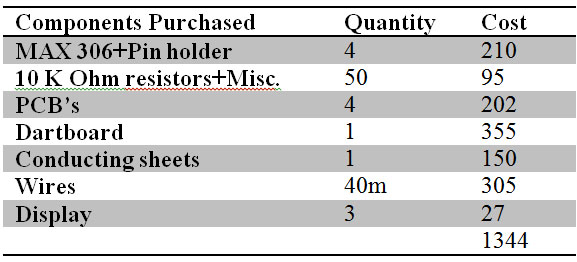 Components Purchased Quantity Cost
MAX 306+Pin holder 4 210
10 K Ohm resistors+Misc. 50 95
PCB's 4 202
Dartboard 1 355
Conducting sheets 1 150
Wires 40m 305
Display 3 27
1344